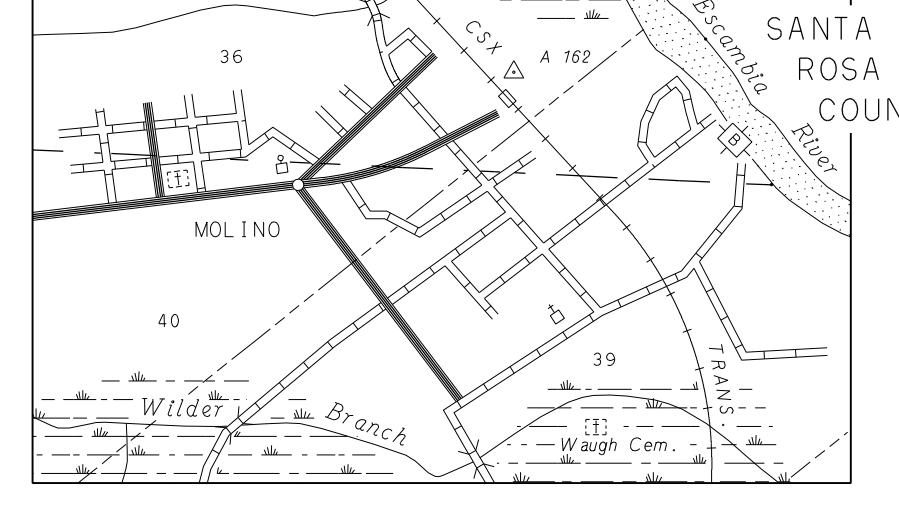 Escambia
River
SANTA
ROSA
COUN
CSX
A 162
36
B
MOLINO
40
39
TRANS.
Wilder
Branch
Waugh Cem.